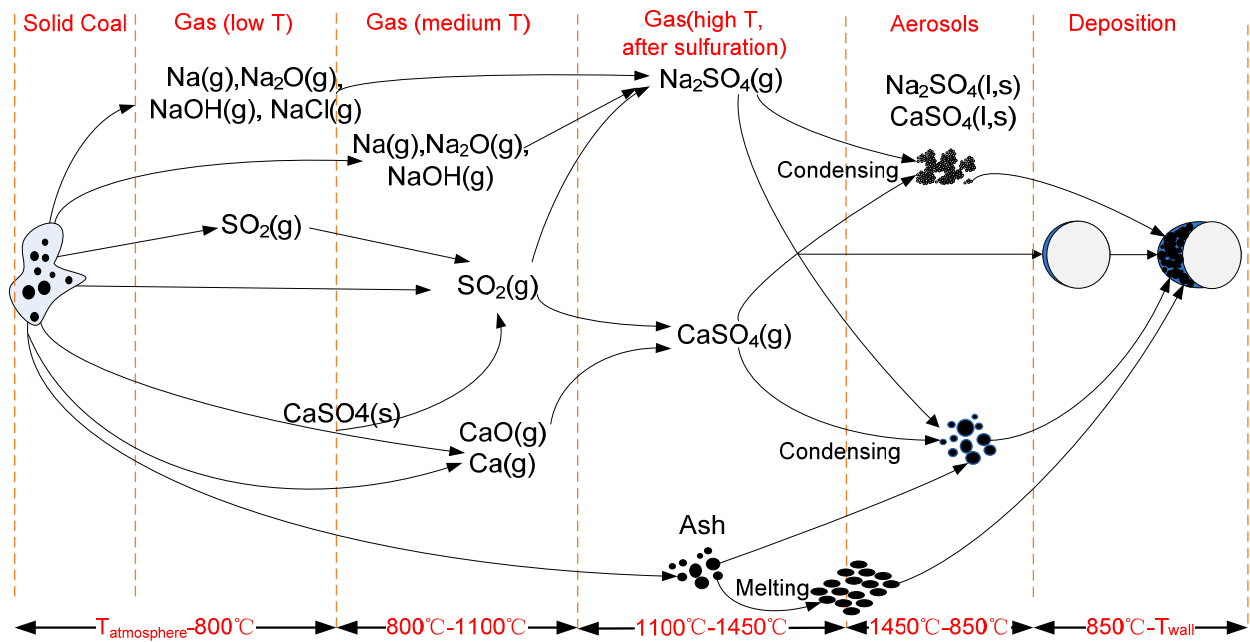 Solid Coal
Gas (low T)
Gas (medium T)
Gas(high T,
after sulfuration)
Aerosols
Deposition
Na(g),Na₂O(g),
NaOH(g), NaCl(g)
Na(g),Na₂O(g),
NaOH(g)
Na₂SO₄(g)
Na₂SO₄(l,s)
CaSO₄(l,s)
Condensing
SO₂(g)
SO₂(g)
CaSO₄(g)
CaSO4(s)
CaO(g)
Ca(g)
Condensing
Ash
Melting
Tatmosphere-800℃
800℃-1100℃
1100℃-1450℃
1450℃-850℃
850℃-Twall